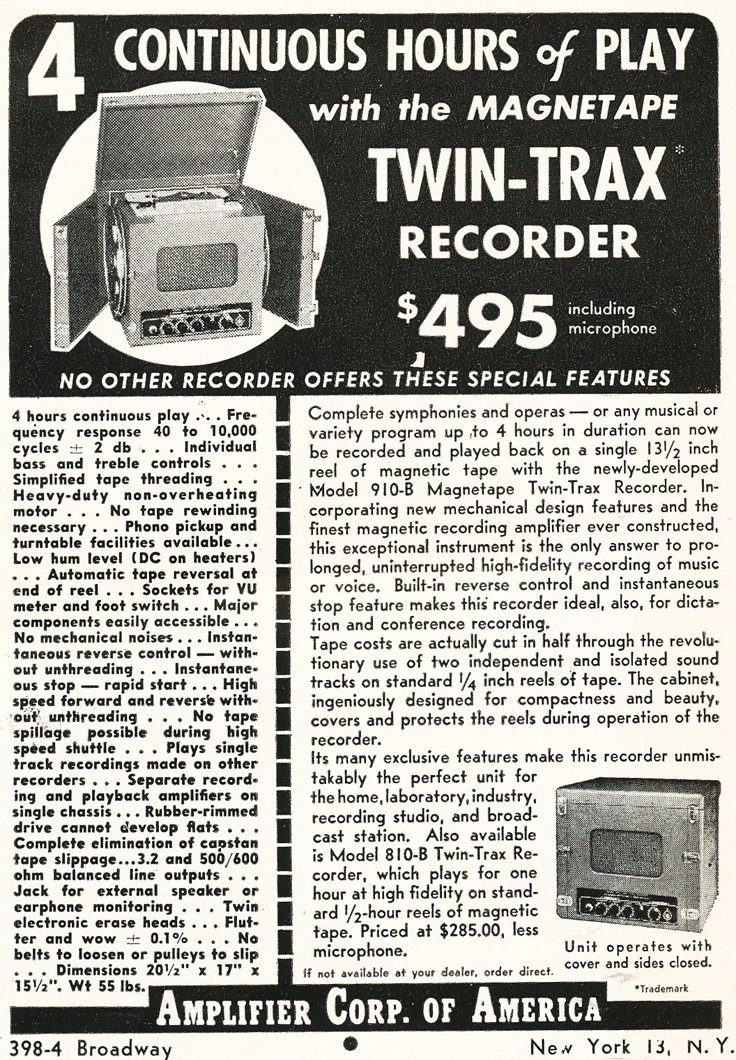 4 CONTINUOUS HOURS of PLAY
with the MAGNETAPE
TWIN-TRAX*
RECORDER
$495 including
microphone
NO OTHER RECORDER OFFERS THESE SPECIAL FEATURES
4 hours continuous play . . . Fre-
quency response 40 to 10,000
cycles ± 2 db . . . Individual
bass and treble controls . . .
Simplified tape threading . . .
Heavy-duty non-overheating
motor . . . No tape rewinding
necessary . . . Phono pickup and
turntable facilities available . . .
Low hum level (DC on heaters)
. . . Automatic tape reversal at
end of reel . . . Sockets for VU
meter and foot switch . . . Major
components easily accessible . . .
No mechanical noises . . . Instan-
taneous reverse control — with-
out unthreading . . . Instantane-
ous stop — rapid start . . . High
speed forward and reverse with-
out unthreading . . . No tape
spillage possible during high
speed shuttle . . . Plays single
track recordings made on other
recorders . . . Separate record-
ing and playback amplifiers on
single chassis . . . Rubber-rimmed
drive cannot develop flats . . .
Complete elimination of capstan
tape slippage...3.2 and 500/600
ohm balanced line outputs . . .
Jack for external speaker or
earphone monitoring . . . Twin
electronic erase heads . . . Flut-
ter and wow ± 0.1% . . . No
belts to loosen or pulleys to slip
. . . Dimensions 20½" x 17" x
15½". Wt 55 lbs.
Complete symphonies and operas — or any musical or
variety program up to 4 hours in duration can now
be recorded and played back on a single 13½ inch
reel of magnetic tape with the newly-developed
Model 910-B Magnetape Twin-Trax Recorder. In-
corporating new mechanical design features and the
finest magnetic recording amplifier ever constructed,
this exceptional instrument is the only answer to pro-
longed, uninterrupted high-fidelity recording of music
or voice. Built-in reverse control and instantaneous
stop feature makes this recorder ideal, also, for dicta-
tion and conference recording.
Tape costs are actually cut in half through the revolu-
tionary use of two independent and isolated sound
tracks on standard ¼ inch reels of tape. The cabinet,
ingeniously designed for compactness and beauty,
covers and protects the reels during operation of the
recorder.
Its many exclusive features make this recorder unmis-
takably the perfect unit for
the home, laboratory, industry,
recording studio, and broad-
cast station. Also available
is Model 810-B Twin-Trax Re-
corder, which plays for one
hour at high fidelity on stand-
ard ½-hour reels of magnetic
tape. Priced at $285.00, less
microphone.
If not available at your dealer, order direct.
Unit operates with
cover and sides closed.
*Trademark
AMPLIFIER CORP. OF AMERICA
398-4 Broadway New York 13, N. Y.